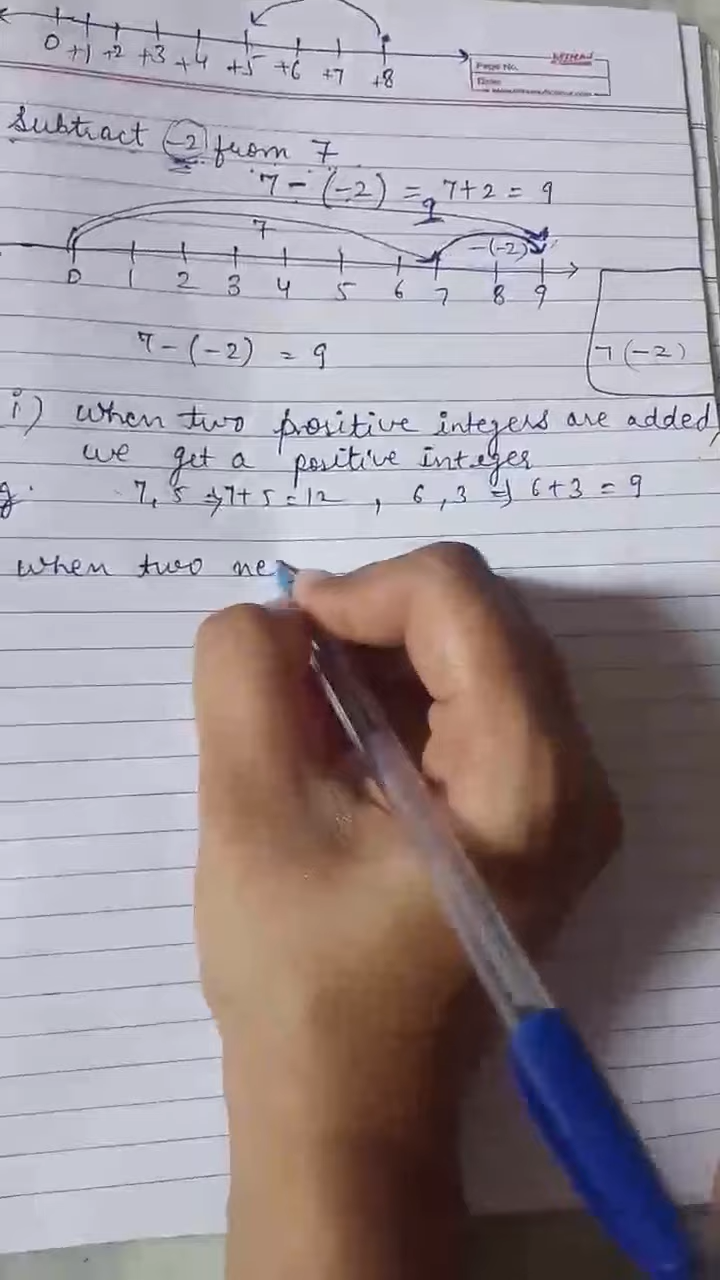 0 +1 +2 +3 +4 +5 +6 +7 +8
Page No.
Date
Subtract (-2) from 7
7 - (-2) = 9 7+2 = 9
7 -(-2)
0 1 2 3 4 5 6 7 8 9
7 (-2)
7 - (-2) = 9
i) when two positive integers are added,
we get a positive integer
g. 7, 5 ⇒ 7+5 = 12 , 6, 3 ⇒ 6+3 = 9
when two ne